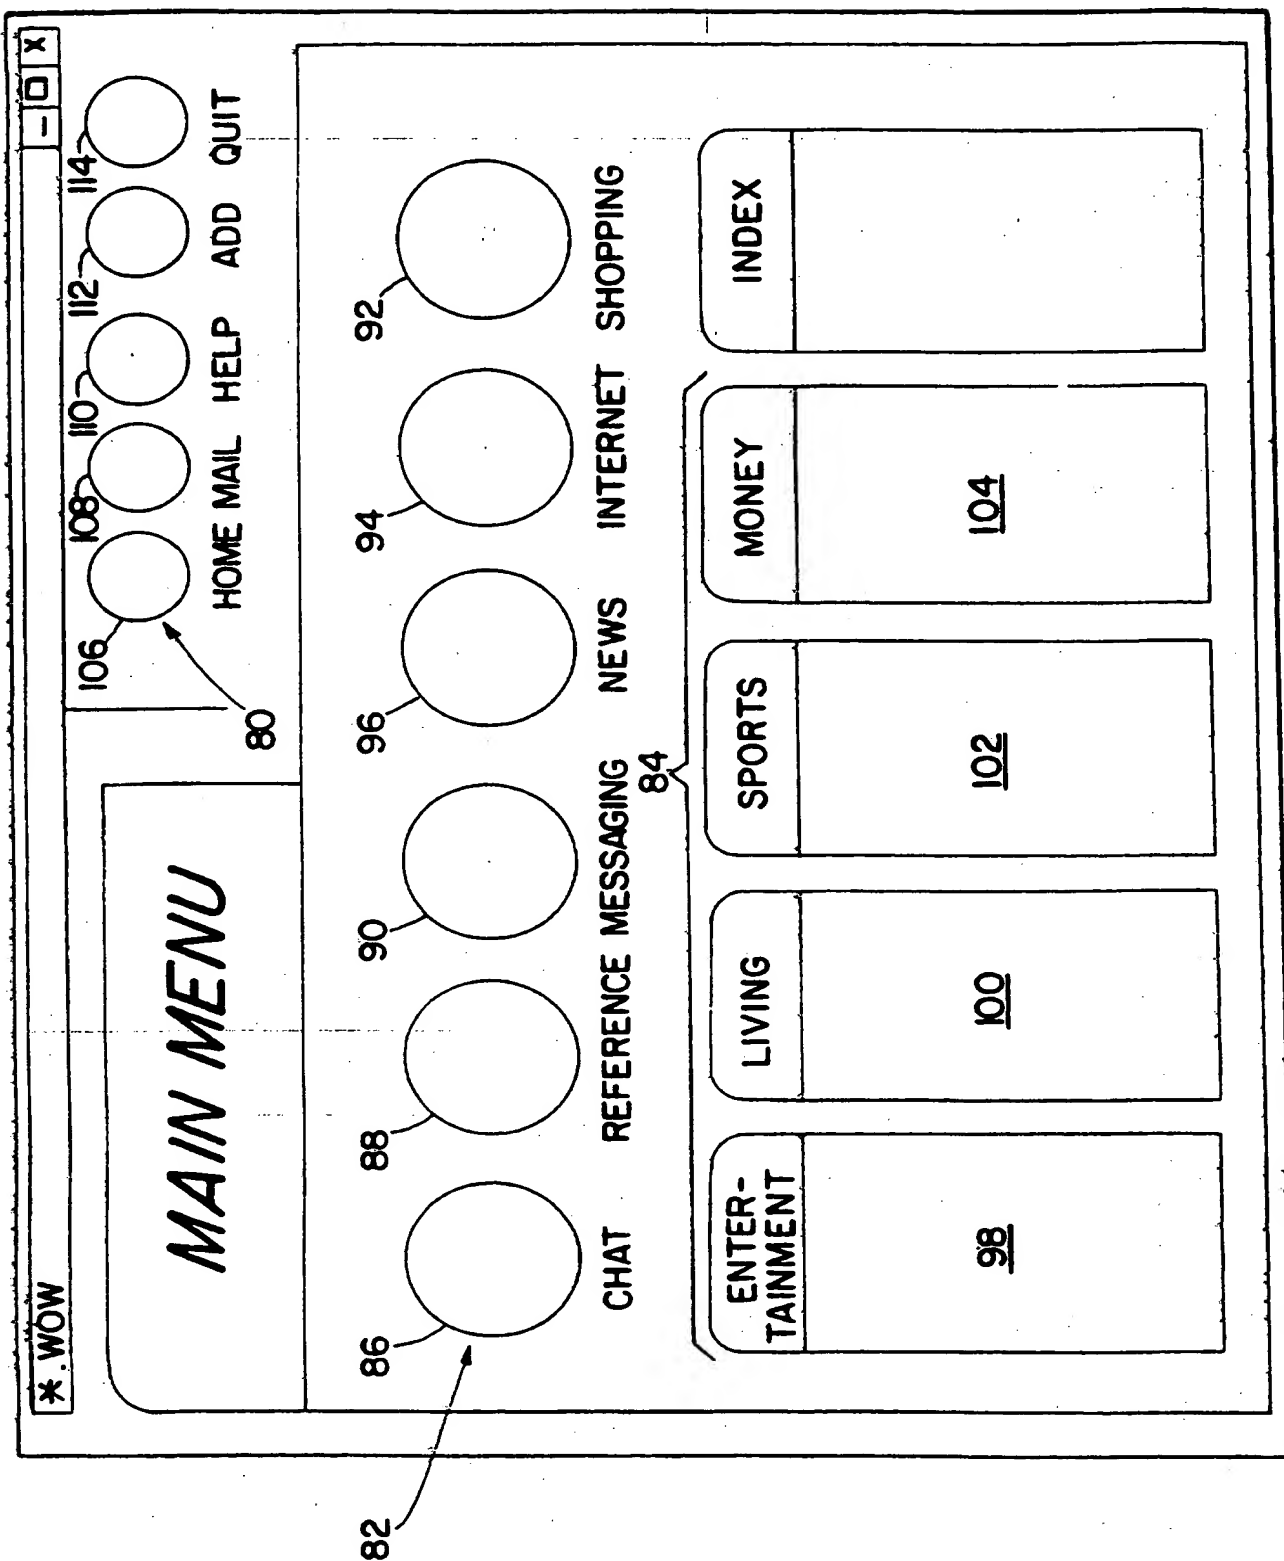 *.WOW
– □ X
MAIN MENU
106 108 110 112 114
HOME MAIL HELP ADD QUIT
80
82
86 88 90 96 94 92
CHAT REFERENCE MESSAGING NEWS INTERNET SHOPPING
84
ENTER-
TAINMENT
LIVING
SPORTS
MONEY
INDEX
98
100
102
104